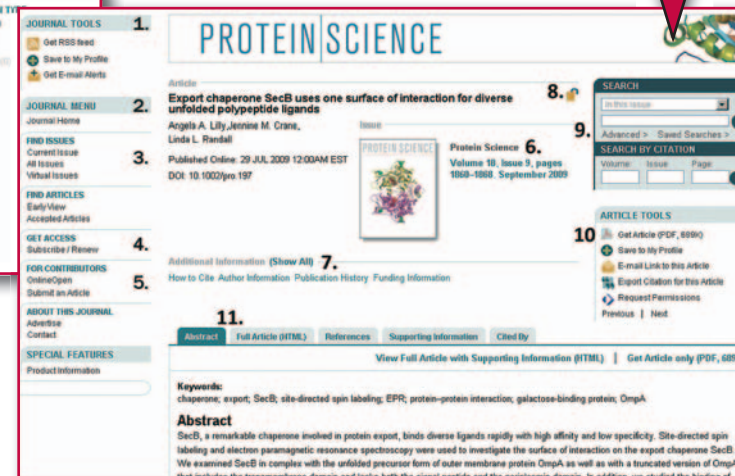 JOURNAL TOOLS 1.
Get RSS feed
Save to My Profile
Get E-mail Alerts
JOURNAL MENU 2.
Journal Home
FIND ISSUES
Current Issue
All Issues 3.
Virtual Issues
FIND ARTICLES
Early View
Accepted Articles
GET ACCESS
Subscribe / Renew 4.
FOR CONTRIBUTORS
OnlineOpen 5.
Submit an Article
ABOUT THIS JOURNAL
Advertise
Contact
SPECIAL FEATURES
Product Information
PROTEIN SCIENCE
Article
Export chaperone SecB uses one surface of interaction for diverse 8.
unfolded polypeptide ligands
Angela A. Lilly, Jennine M. Crane,
Linda L. Randall
Published Online: 29 JUL 2009 12:00AM EST
DOI: 10.1002/pro.197
Issue
PROTEIN SCIENCE
Protein Science 6.
Volume 18, Issue 9, pages
1860–1868, September 2009
Additional Information (Show All) 7.
How to Cite Author Information Publication History Funding Information
SEARCH
In this issue
9.
Advanced > Saved Searches >
SEARCH BY CITATION
Volume: Issue: Page:
ARTICLE TOOLS
10 Get Article (PDF, 689K)
Save to My Profile
E-mail Link to this Article
Export Citation for this Article
Request Permissions
Previous | Next
11.
Abstract Full Article (HTML) References Supporting Information Cited By
View Full Article with Supporting Information (HTML) | Get Article only (PDF, 689
Keywords:
chaperone; export; SecB; site-directed spin labeling; EPR; protein–protein interaction; galactose-binding protein; OmpA
Abstract
SecB, a remarkable chaperone involved in protein export, binds diverse ligands rapidly with high affinity and low specificity. Site-directed spin
labeling and electron paramagnetic resonance spectroscopy were used to investigate the surface of interaction on the export chaperone SecB
We examined SecB in complex with the unfolded precursor form of outer membrane protein OmpA as well as with a truncated version of OmpA